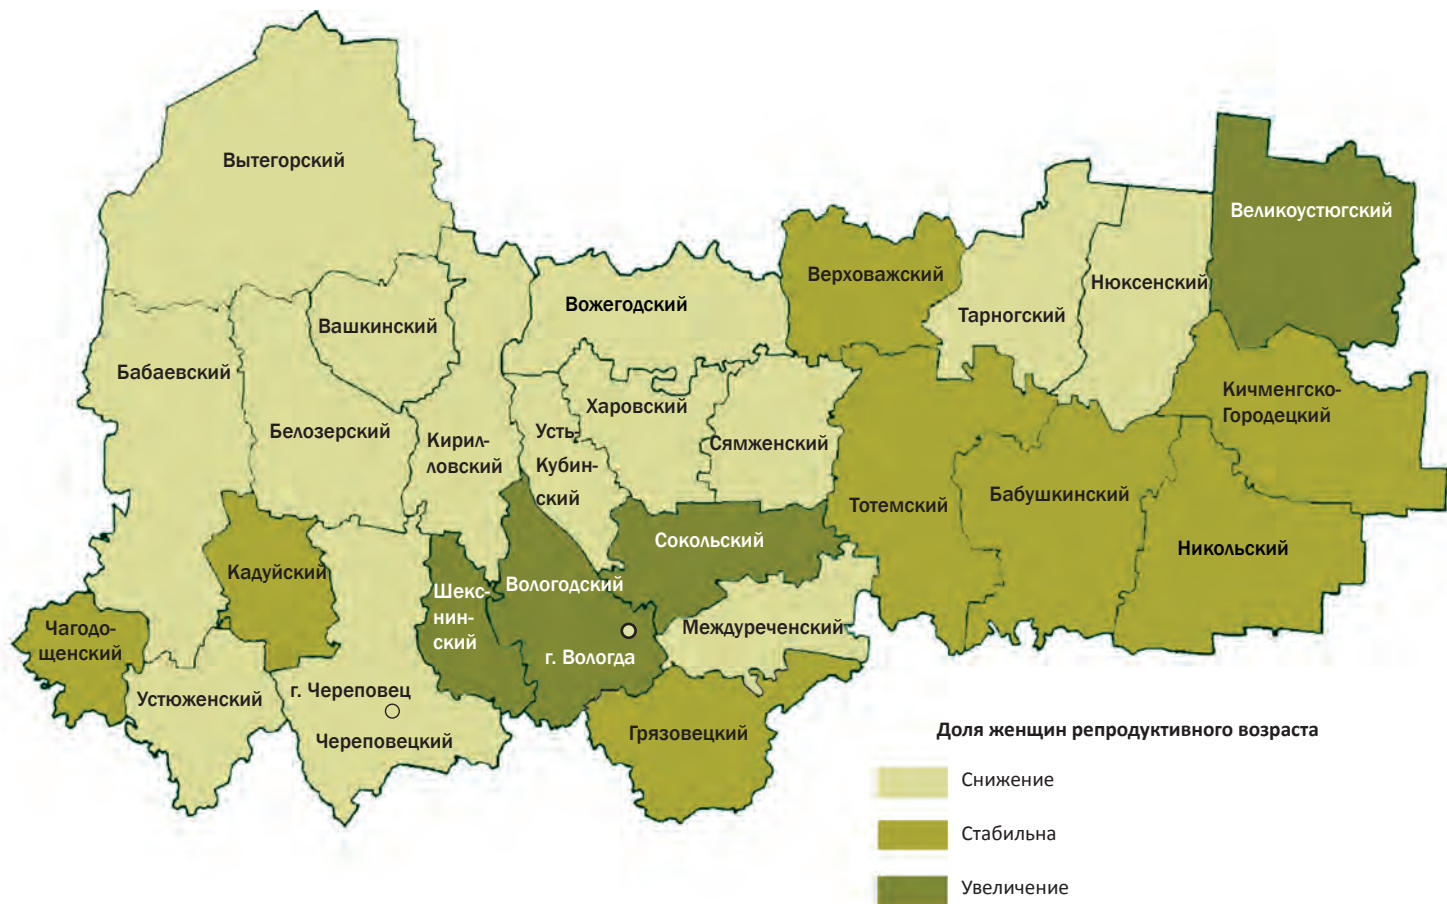 Вытегорский
Великоустюгский
Верховажский
Нюксенский
Вожегодский
Тарногский
Вашкинский
Бабаевский
Кичменгско-
Городецкий
Харовский
Белозерский
Кирил-
ловский
Усть-
Кубин-
ский
Сямженский
Тотемский
Бабушкинский
Сокольский
Никольский
Кадуйский
Шекс-
нин-
ский
Вологодский
Чагодо-
щенский
Междуреченский
г. Вологда
Устюженский
г. Череповец
Череповецкий
Грязовецкий
Доля женщин репродуктивного возраста
Снижение
Стабильна
Увеличение